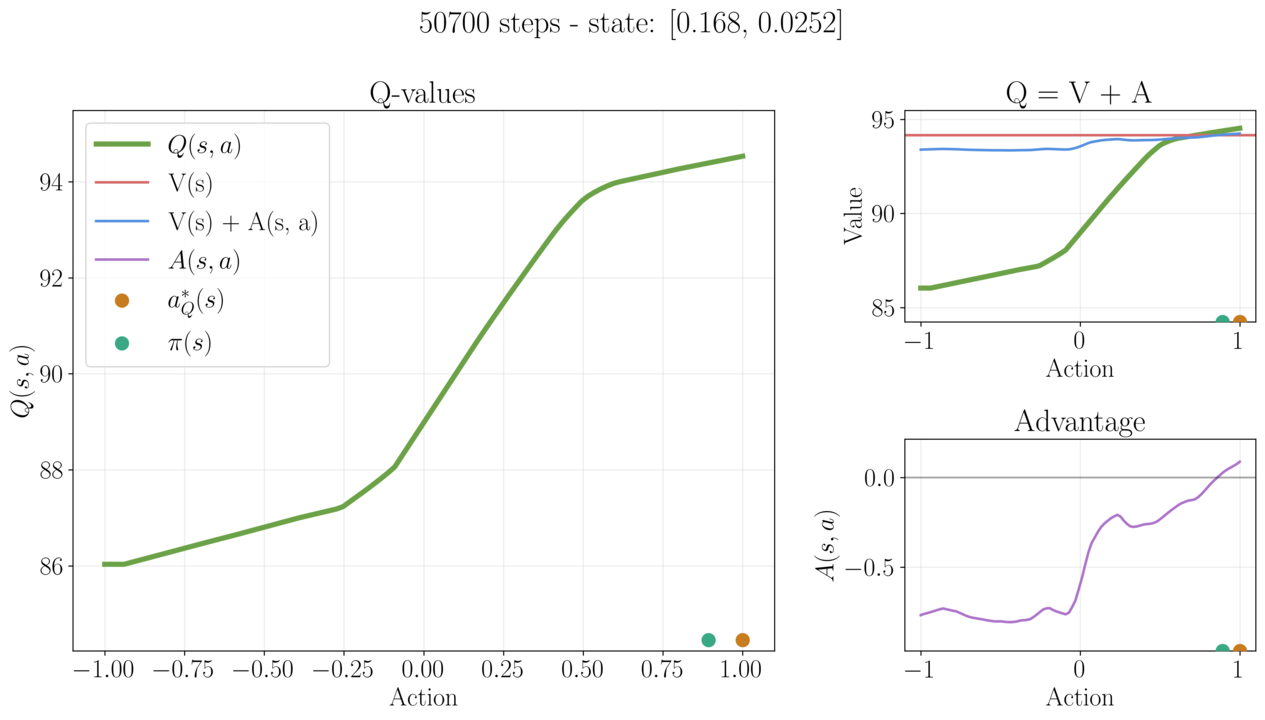 50700 steps - state: [0.168, 0.0252]
Q-values
Q(s, a)
V(s)
V(s) + A(s, a)
A(s, a)
a*Q(s)
π(s)
94
92
90
88
86
Q(s, a)
−1.00 −0.75 −0.50 −0.25 0.00 0.25 0.50 0.75 1.00
Action
Q = V + A
95
90
85
Value
−1 0 1
Action
Advantage
0.0
−0.5
A(s, a)
−1 0 1
Action